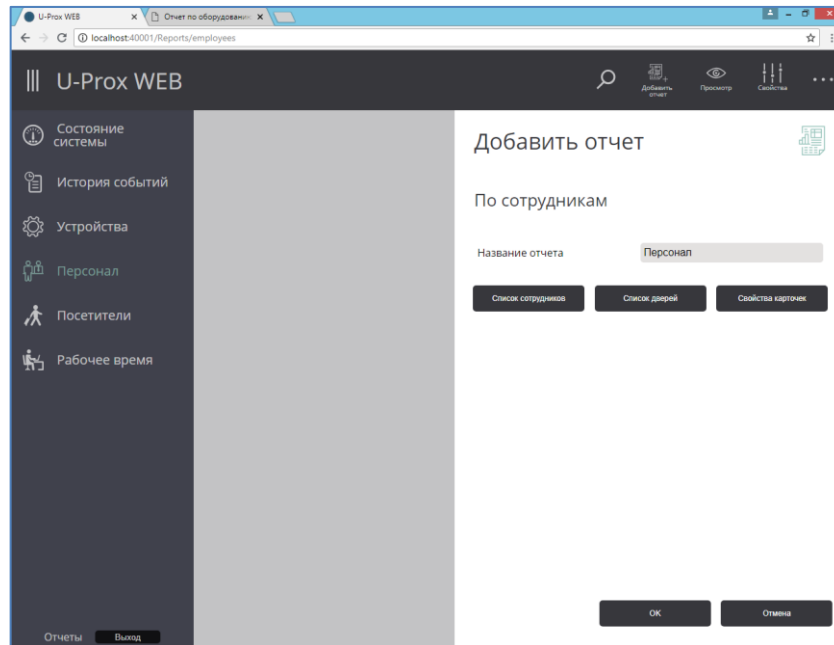 U-Prox WEB
Отчет по оборудованию
localhost:40001/Reports/employees
U-Prox WEB
Добавить отчет
Просмотр
Свойства
Состояние системы
История событий
Устройства
Персонал
Посетители
Рабочее время
Отчеты
Выход
Добавить отчет
По сотрудникам
Название отчета
Персонал
Список сотрудников
Список дверей
Свойства карточек
ОК
Отмена